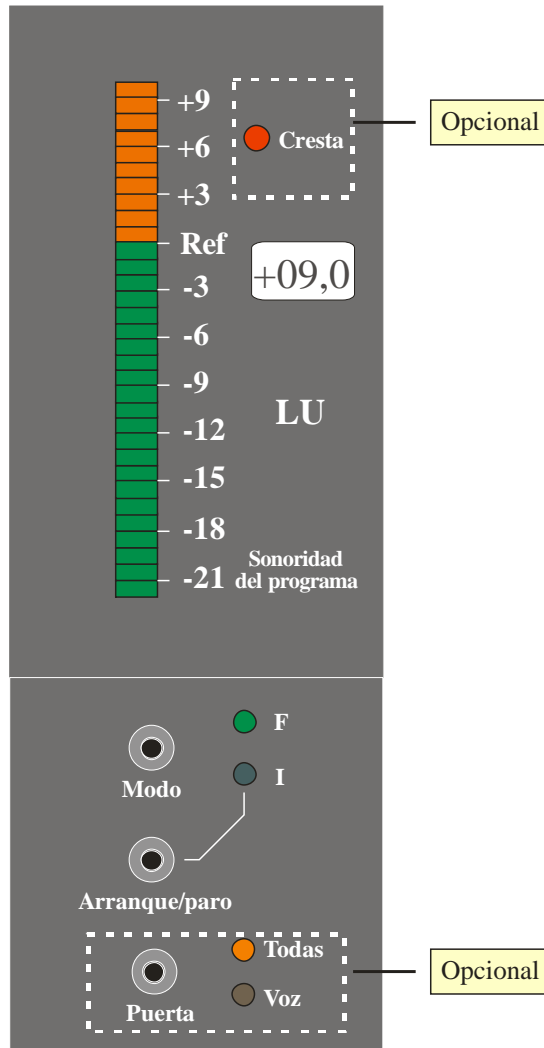 +9
Cresta
Opcional
+6
+3
Ref
+09,0
-3
-6
-9
LU
-12
-15
-18
Sonoridad
del programa
-21
F
Modo
I
Arranque/paro
Todas
Opcional
Puerta
Voz